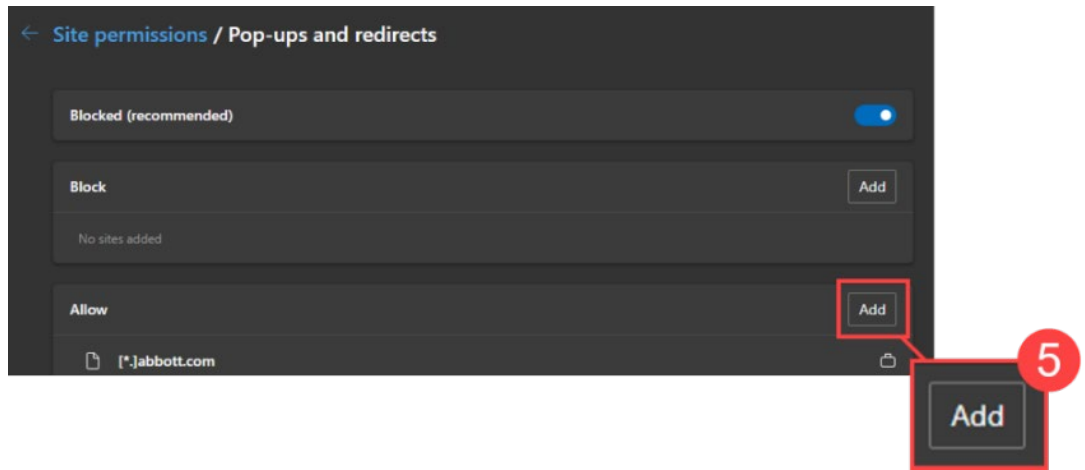 Site permissions / Pop-ups and redirects
Blocked (recommended)
Block
Add
No sites added
Allow
Add
[*.]abbott.com
5
Add